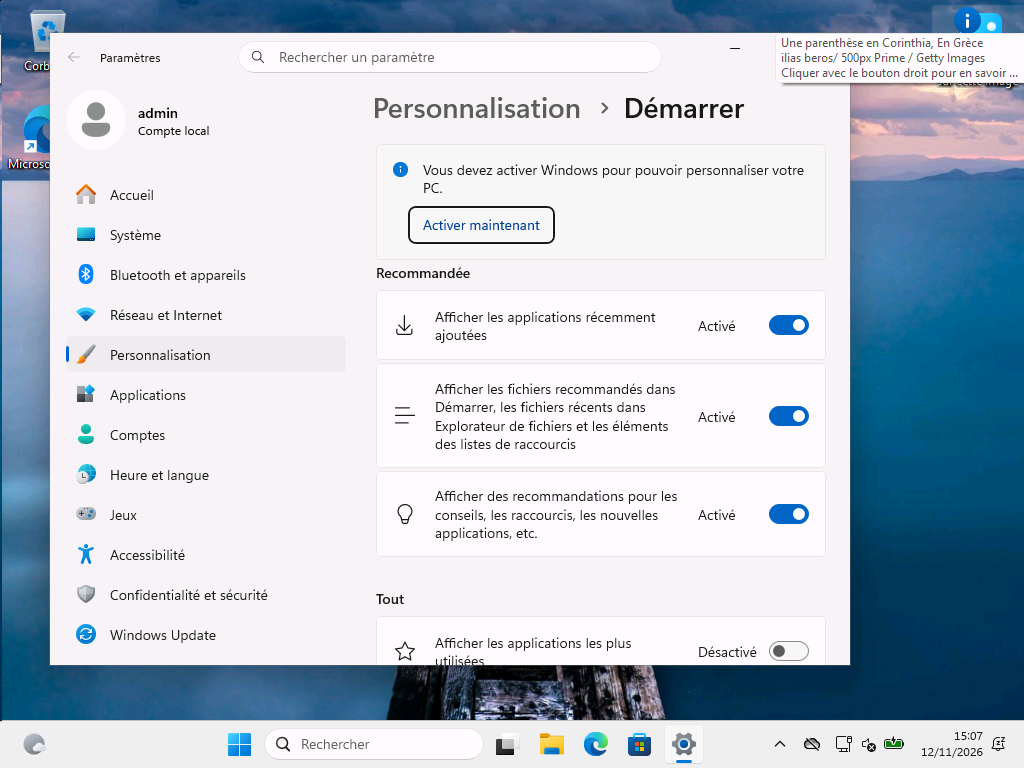 Corb
Microso
Paramètres
Rechercher un paramètre
Une parenthèse en Corinthia, En Grèce
ilias beros/ 500px Prime / Getty Images
Cliquer avec le bouton droit pour en savoir ...
admin
Compte local
Accueil
Système
Bluetooth et appareils
Réseau et Internet
Personnalisation
Applications
Comptes
Heure et langue
Jeux
Accessibilité
Confidentialité et sécurité
Windows Update
Personnalisation > Démarrer
Vous devez activer Windows pour pouvoir personnaliser votre
PC.
Activer maintenant
Recommandée
Afficher les applications récemment
ajoutées
Activé
Afficher les fichiers recommandés dans
Démarrer, les fichiers récents dans
Explorateur de fichiers et les éléments
des listes de raccourcis
Activé
Afficher des recommandations pour les
conseils, les raccourcis, les nouvelles
applications, etc.
Activé
Tout
Afficher les applications les plus
utilisées
Désactivé
Rechercher
15:07
12/11/2026